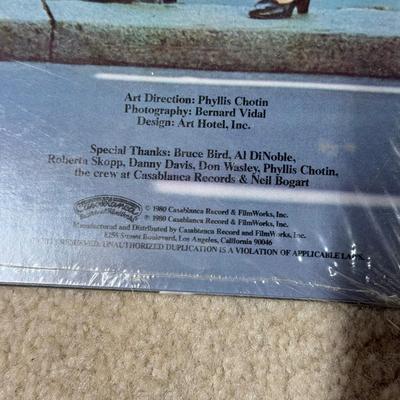 Art Direction: Phyllis Chotin
Photography: Bernard Vidal
Design: Art Hotel, Inc.
Special Thanks: Bruce Bird, Al DiNoble,
Roberta Skopp, Danny Davis, Don Wasley, Phyllis Chotin,
the crew at Casablanca Records & Neil Bogart
Casablanca
Ⓟ 1980 Casablanca Record & FilmWorks, Inc.
© 1980 Casablanca Record & FilmWorks, Inc.
Manufactured and Distributed by Casablanca Record and FilmWorks, Inc.
8255 Sunset Boulevard, Los Angeles, California 90046
RESERVED. UNAUTHORIZED DUPLICATION IS A VIOLATION OF APPLICABLE LAWS.